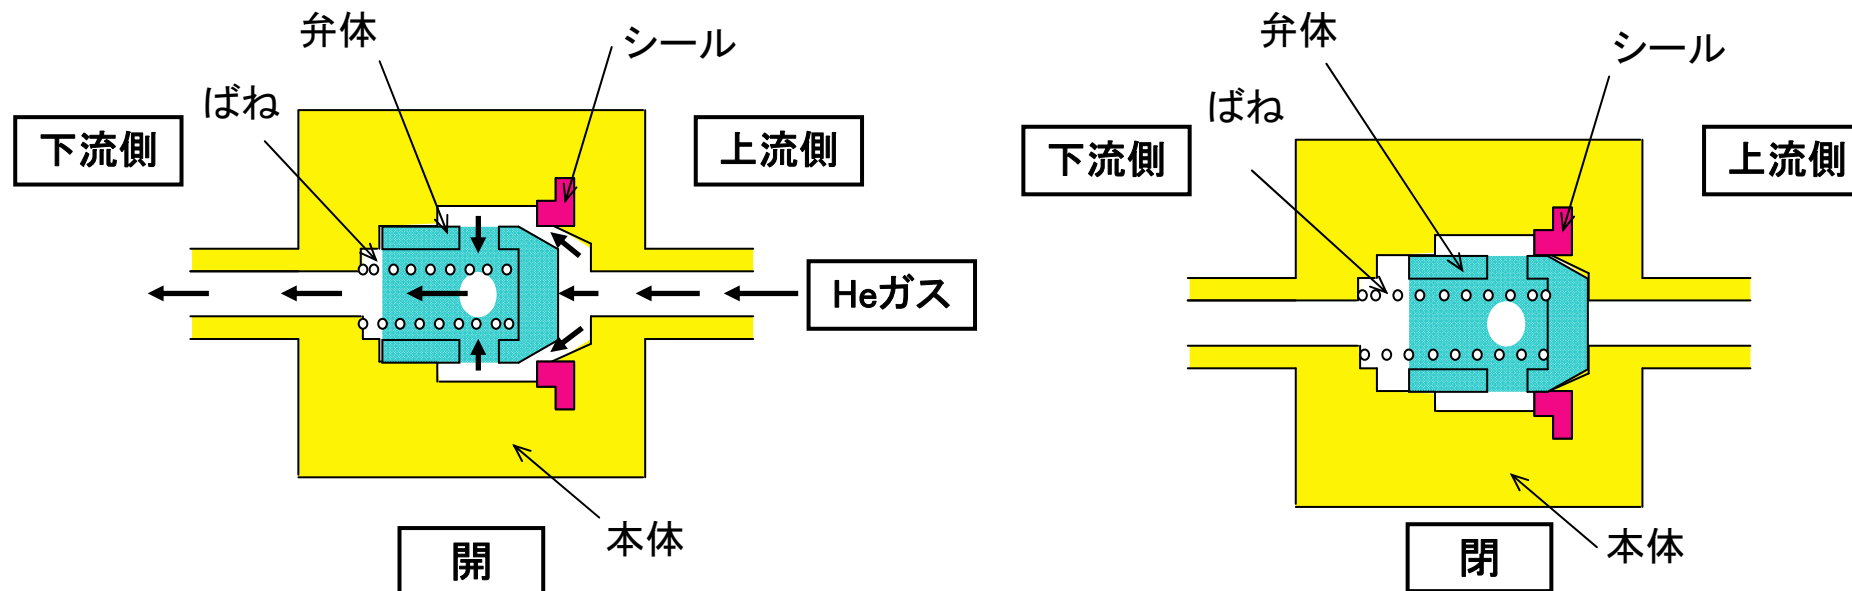 弁体
シール
ばね
下流側
上流側
Heガス
本体
開
弁体
シール
ばね
下流側
上流側
本体
閉